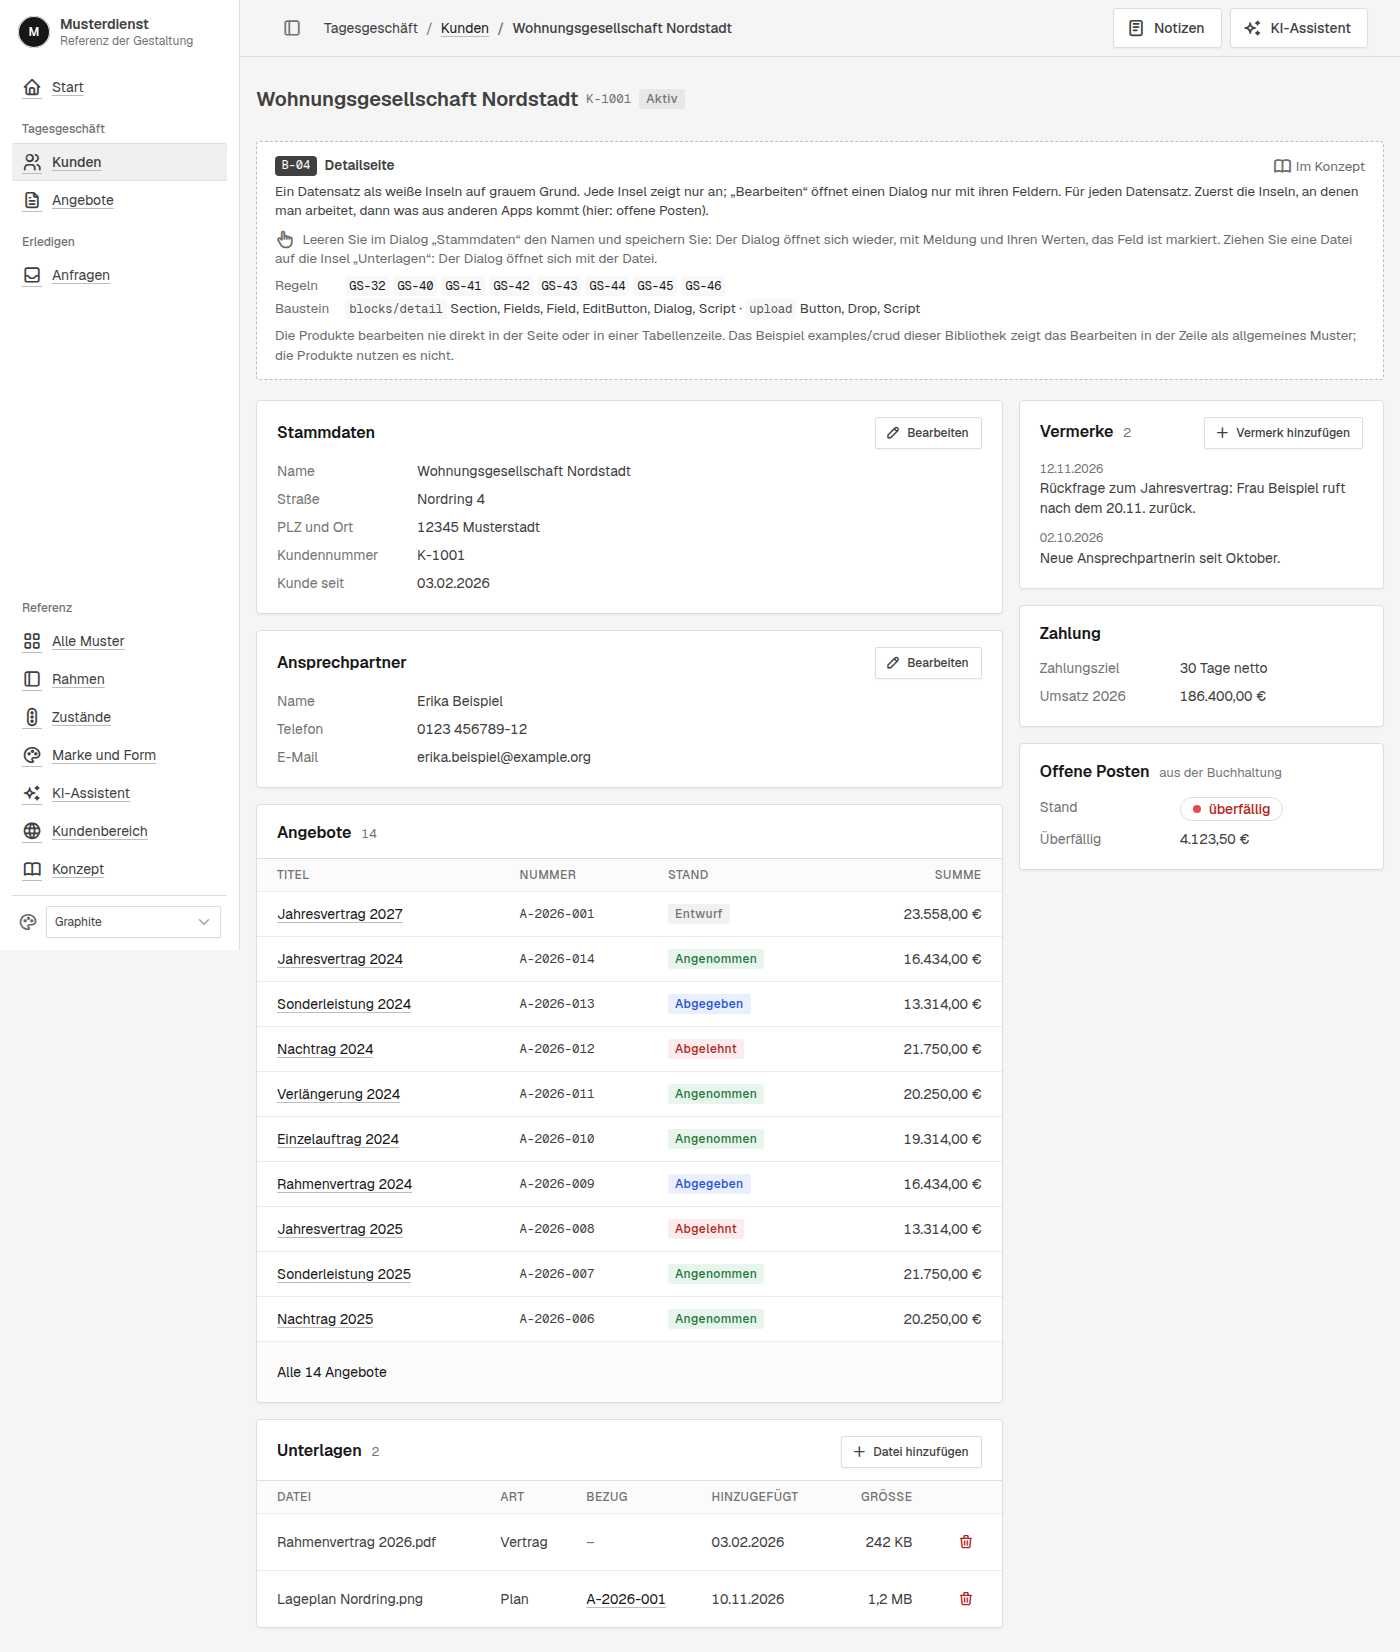 M
Musterdienst
Referenz der Gestaltung
Start
Tagesgeschäft
Kunden
Angebote
Erledigen
Anfragen
Referenz
Alle Muster
Rahmen
Zustände
Marke und Form
KI-Assistent
Kundenbereich
Konzept
Graphite
Tagesgeschäft / Kunden / Wohnungsgesellschaft Nordstadt
Notizen
KI-Assistent
Wohnungsgesellschaft Nordstadt K-1001 Aktiv
B-04 Detailseite
Im Konzept
Ein Datensatz als weiße Inseln auf grauem Grund. Jede Insel zeigt nur an; „Bearbeiten“ öffnet einen Dialog nur mit ihren Feldern. Für jeden Datensatz. Zuerst die Inseln, an denen
man arbeitet, dann was aus anderen Apps kommt (hier: offene Posten).
Leeren Sie im Dialog „Stammdaten“ den Namen und speichern Sie: Der Dialog öffnet sich wieder, mit Meldung und Ihren Werten, das Feld ist markiert. Ziehen Sie eine Datei
auf die Insel „Unterlagen“: Der Dialog öffnet sich mit der Datei.
Regeln GS-32 GS-40 GS-41 GS-42 GS-43 GS-44 GS-45 GS-46
Baustein blocks/detail Section, Fields, Field, EditButton, Dialog, Script · upload Button, Drop, Script
Die Produkte bearbeiten nie direkt in der Seite oder in einer Tabellenzeile. Das Beispiel examples/crud dieser Bibliothek zeigt das Bearbeiten in der Zeile als allgemeines Muster;
die Produkte nutzen es nicht.
Stammdaten
Bearbeiten
Name Wohnungsgesellschaft Nordstadt
Straße Nordring 4
PLZ und Ort 12345 Musterstadt
Kundennummer K-1001
Kunde seit 03.02.2026
Ansprechpartner
Bearbeiten
Name Erika Beispiel
Telefon 0123 456789-12
E-Mail erika.beispiel@example.org
Angebote 14
TITEL NUMMER STAND SUMME
Jahresvertrag 2027 A-2026-001 Entwurf 23.558,00 €
Jahresvertrag 2024 A-2026-014 Angenommen 16.434,00 €
Sonderleistung 2024 A-2026-013 Abgegeben 13.314,00 €
Nachtrag 2024 A-2026-012 Abgelehnt 21.750,00 €
Verlängerung 2024 A-2026-011 Angenommen 20.250,00 €
Einzelauftrag 2024 A-2026-010 Angenommen 19.314,00 €
Rahmenvertrag 2024 A-2026-009 Abgegeben 16.434,00 €
Jahresvertrag 2025 A-2026-008 Abgelehnt 13.314,00 €
Sonderleistung 2025 A-2026-007 Angenommen 21.750,00 €
Nachtrag 2025 A-2026-006 Angenommen 20.250,00 €
Alle 14 Angebote
Unterlagen 2
Datei hinzufügen
DATEI ART BEZUG HINZUGEFÜGT GRÖSSE
Rahmenvertrag 2026.pdf Vertrag – 03.02.2026 242 KB
Lageplan Nordring.png Plan A-2026-001 10.11.2026 1,2 MB
Vermerke 2
Vermerk hinzufügen
12.11.2026
Rückfrage zum Jahresvertrag: Frau Beispiel ruft
nach dem 20.11. zurück.
02.10.2026
Neue Ansprechpartnerin seit Oktober.
Zahlung
Zahlungsziel 30 Tage netto
Umsatz 2026 186.400,00 €
Offene Posten aus der Buchhaltung
Stand überfällig
Überfällig 4.123,50 €